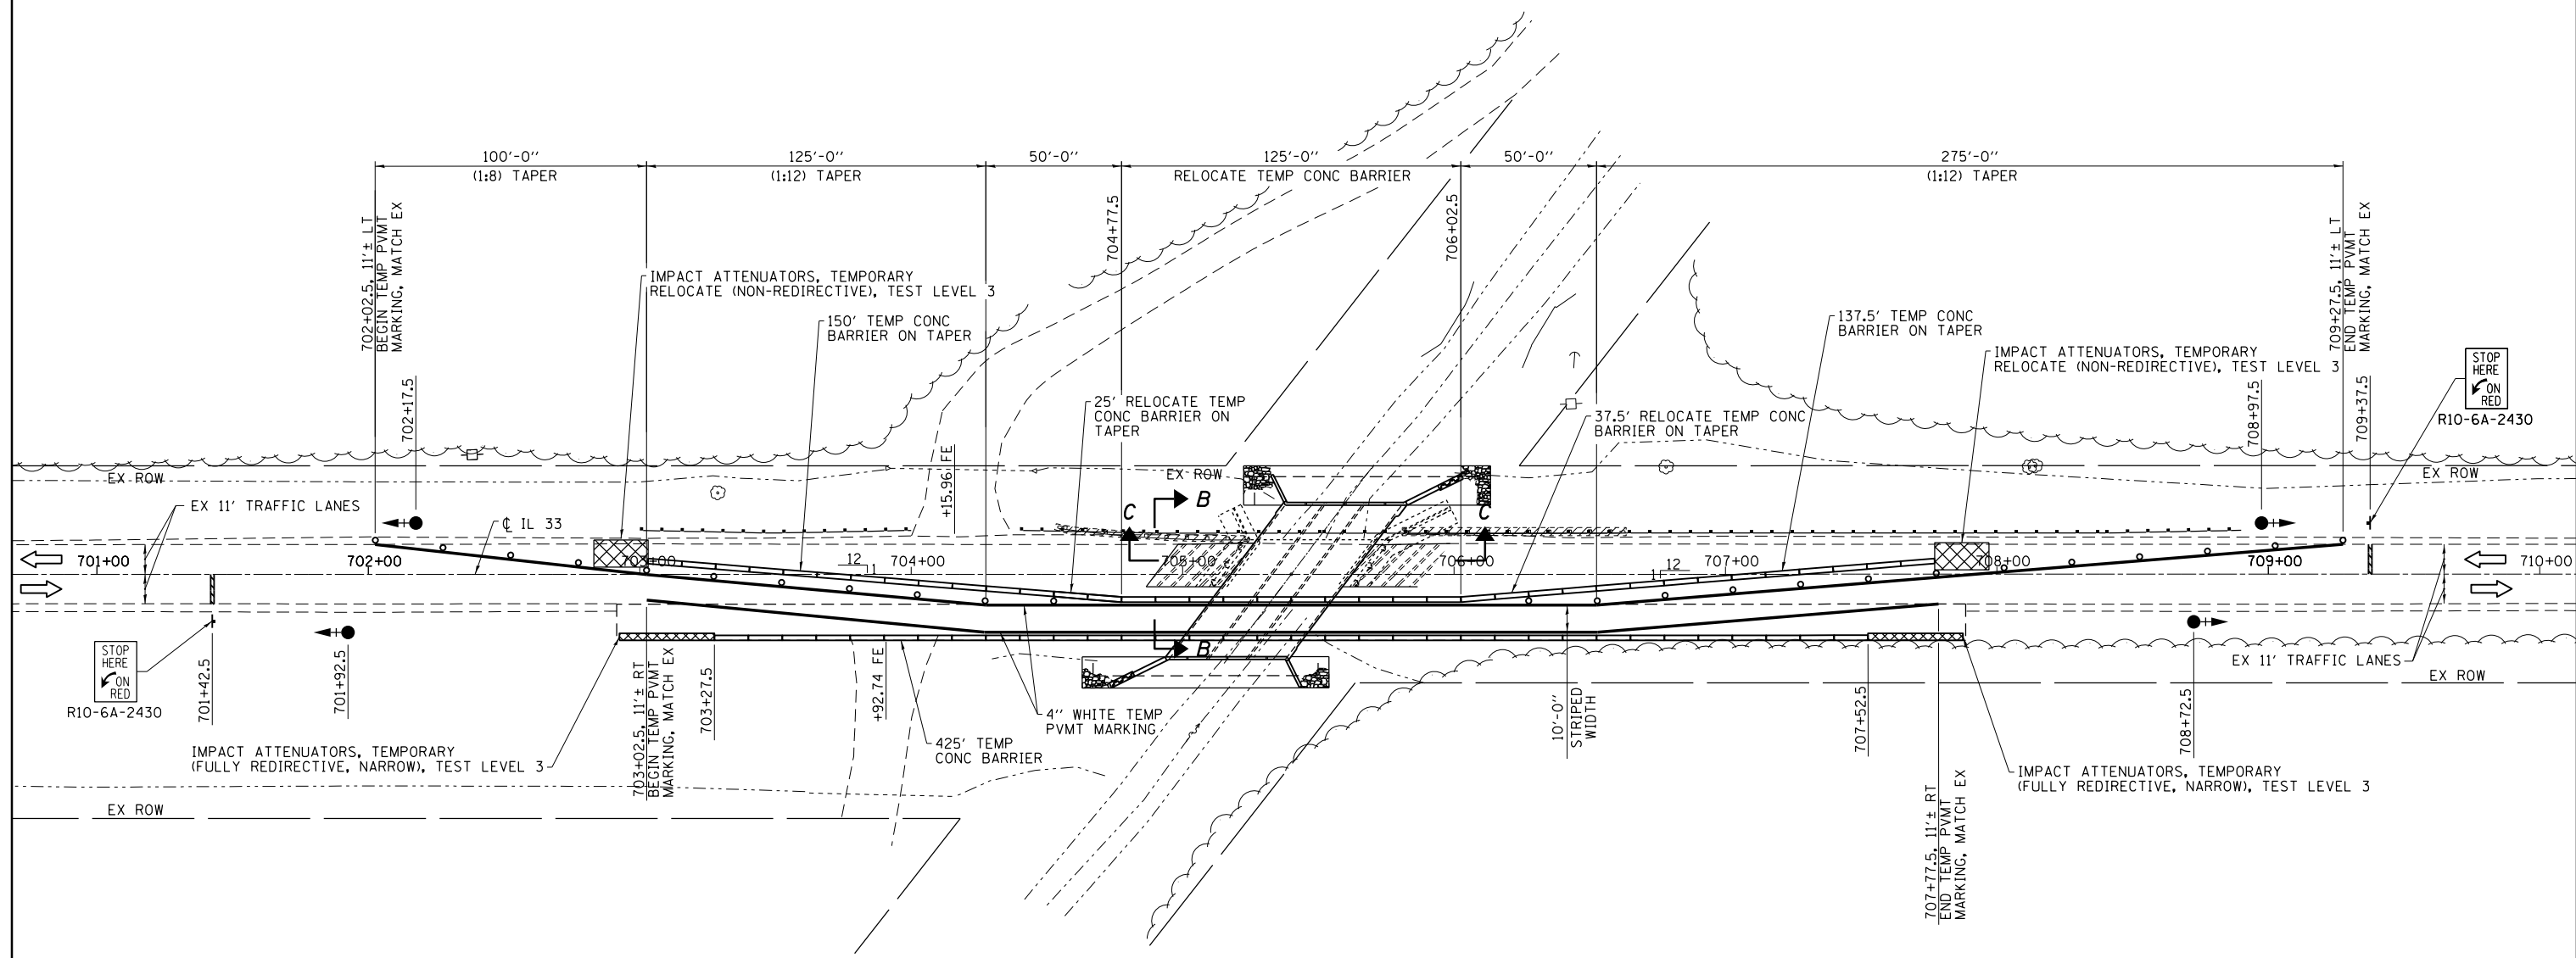 100'-0"
(1:8) TAPER
125'-0"
(1:12) TAPER
50'-0"
125'-0"
RELOCATE TEMP CONC BARRIER
50'-0"
275'-0"
(1:12) TAPER
702+02.5, 11'± LT
BEGIN TEMP PVMT
MARKING, MATCH EX
702+17.5
704+77.5
706+02.5
709+27.5, 11'± LT
END TEMP PVMT
MARKING, MATCH EX
708+97.5
709+37.5
STOP
HERE
ON
RED
R10-6A-2430
IMPACT ATTENUATORS, TEMPORARY
RELOCATE (NON-REDIRECTIVE), TEST LEVEL 3
150' TEMP CONC
BARRIER ON TAPER
25' RELOCATE TEMP
CONC BARRIER ON
TAPER
37.5' RELOCATE TEMP CONC
BARRIER ON TAPER
137.5' TEMP CONC
BARRIER ON TAPER
IMPACT ATTENUATORS, TEMPORARY
RELOCATE (NON-REDIRECTIVE), TEST LEVEL 3
+15.96 FE
EX ROW
EX ROW
EX ROW
EX 11' TRAFFIC LANES
℄ IL 33
C
B
C
701+00
702+00
703+00
12
1
704+00
705+00
706+00
1
12
707+00
708+00
709+00
710+00
B
STOP
HERE
ON
RED
R10-6A-2430
701+42.5
701+92.5
703+02.5, 11'± RT
BEGIN TEMP PVMT
MARKING, MATCH EX
703+27.5
+92.74 FE
4" WHITE TEMP
PVMT MARKING
425' TEMP
CONC BARRIER
10'-0"
STRIPED
WIDTH
707+52.5
707+77.5, 11'± RT
END TEMP PVMT
MARKING, MATCH EX
708+72.5
EX 11' TRAFFIC LANES
EX ROW
IMPACT ATTENUATORS, TEMPORARY
(FULLY REDIRECTIVE, NARROW), TEST LEVEL 3
IMPACT ATTENUATORS, TEMPORARY
(FULLY REDIRECTIVE, NARROW), TEST LEVEL 3
EX ROW